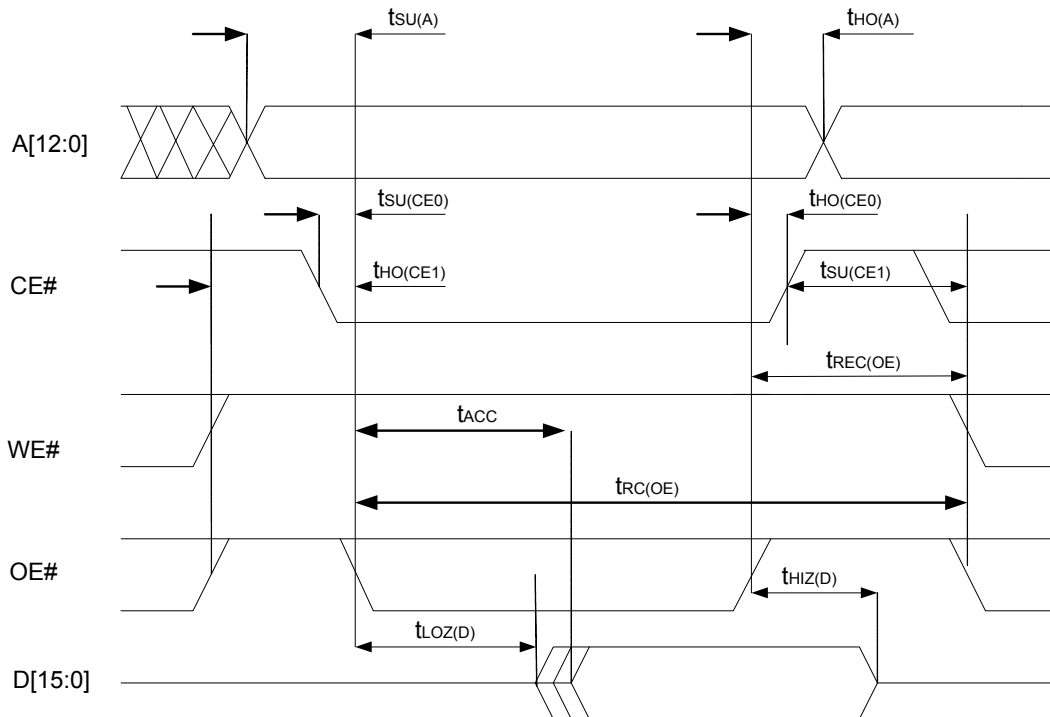 tSU(A)
tHO(A)
A[12:0]
tSU(CE0)
tHO(CE0)
CE#
tHO(CE1)
tSU(CE1)
tREC(OE)
WE#
tACC
tRC(OE)
OE#
tHIZ(D)
tLOZ(D)
D[15:0]